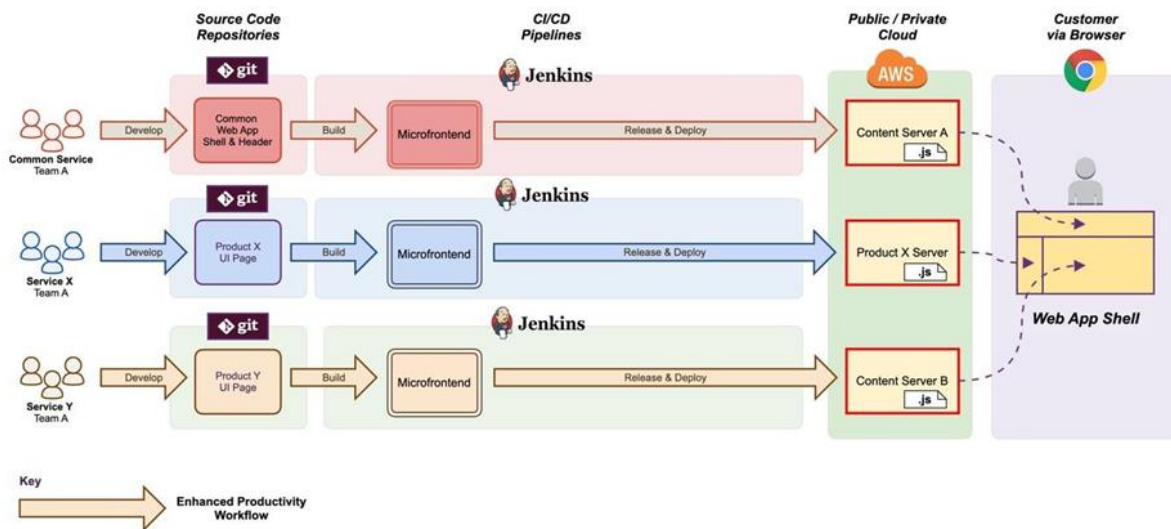 Source Code
Repositories
CI/CD
Pipelines
Public / Private
Cloud
Customer
via Browser
git
Jenkins
AWS
Common Service
Team A
Develop
Common
Web App
Shell & Header
Build
Microfrontend
Release & Deploy
Content Server A
.js
git
Jenkins
Service X
Team A
Develop
Product X
UI Page
Build
Microfrontend
Release & Deploy
Product X Server
.js
Web App Shell
git
Jenkins
Service Y
Team A
Develop
Product Y
UI Page
Build
Microfrontend
Release & Deploy
Content Server B
.js
Key
Enhanced Productivity
Workflow